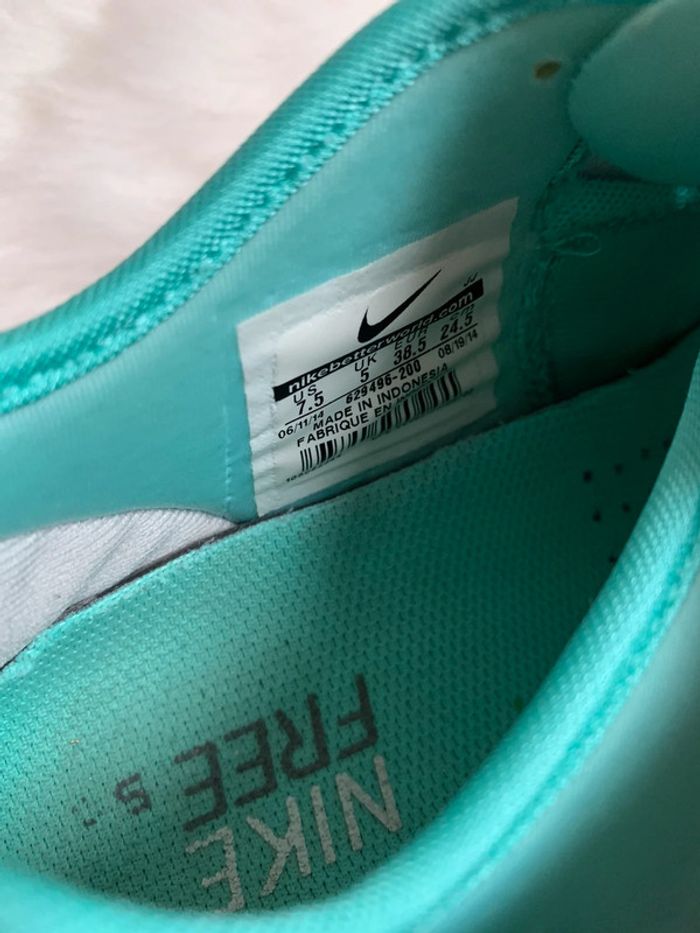 JJ
nikebetterworld.com
US UK EUR cm
7.5 5 38.5 24.5
629496-200
06/11/14 08/19/14
MADE IN INDONESIA
FABRIQUE EN
NIKE
FREE